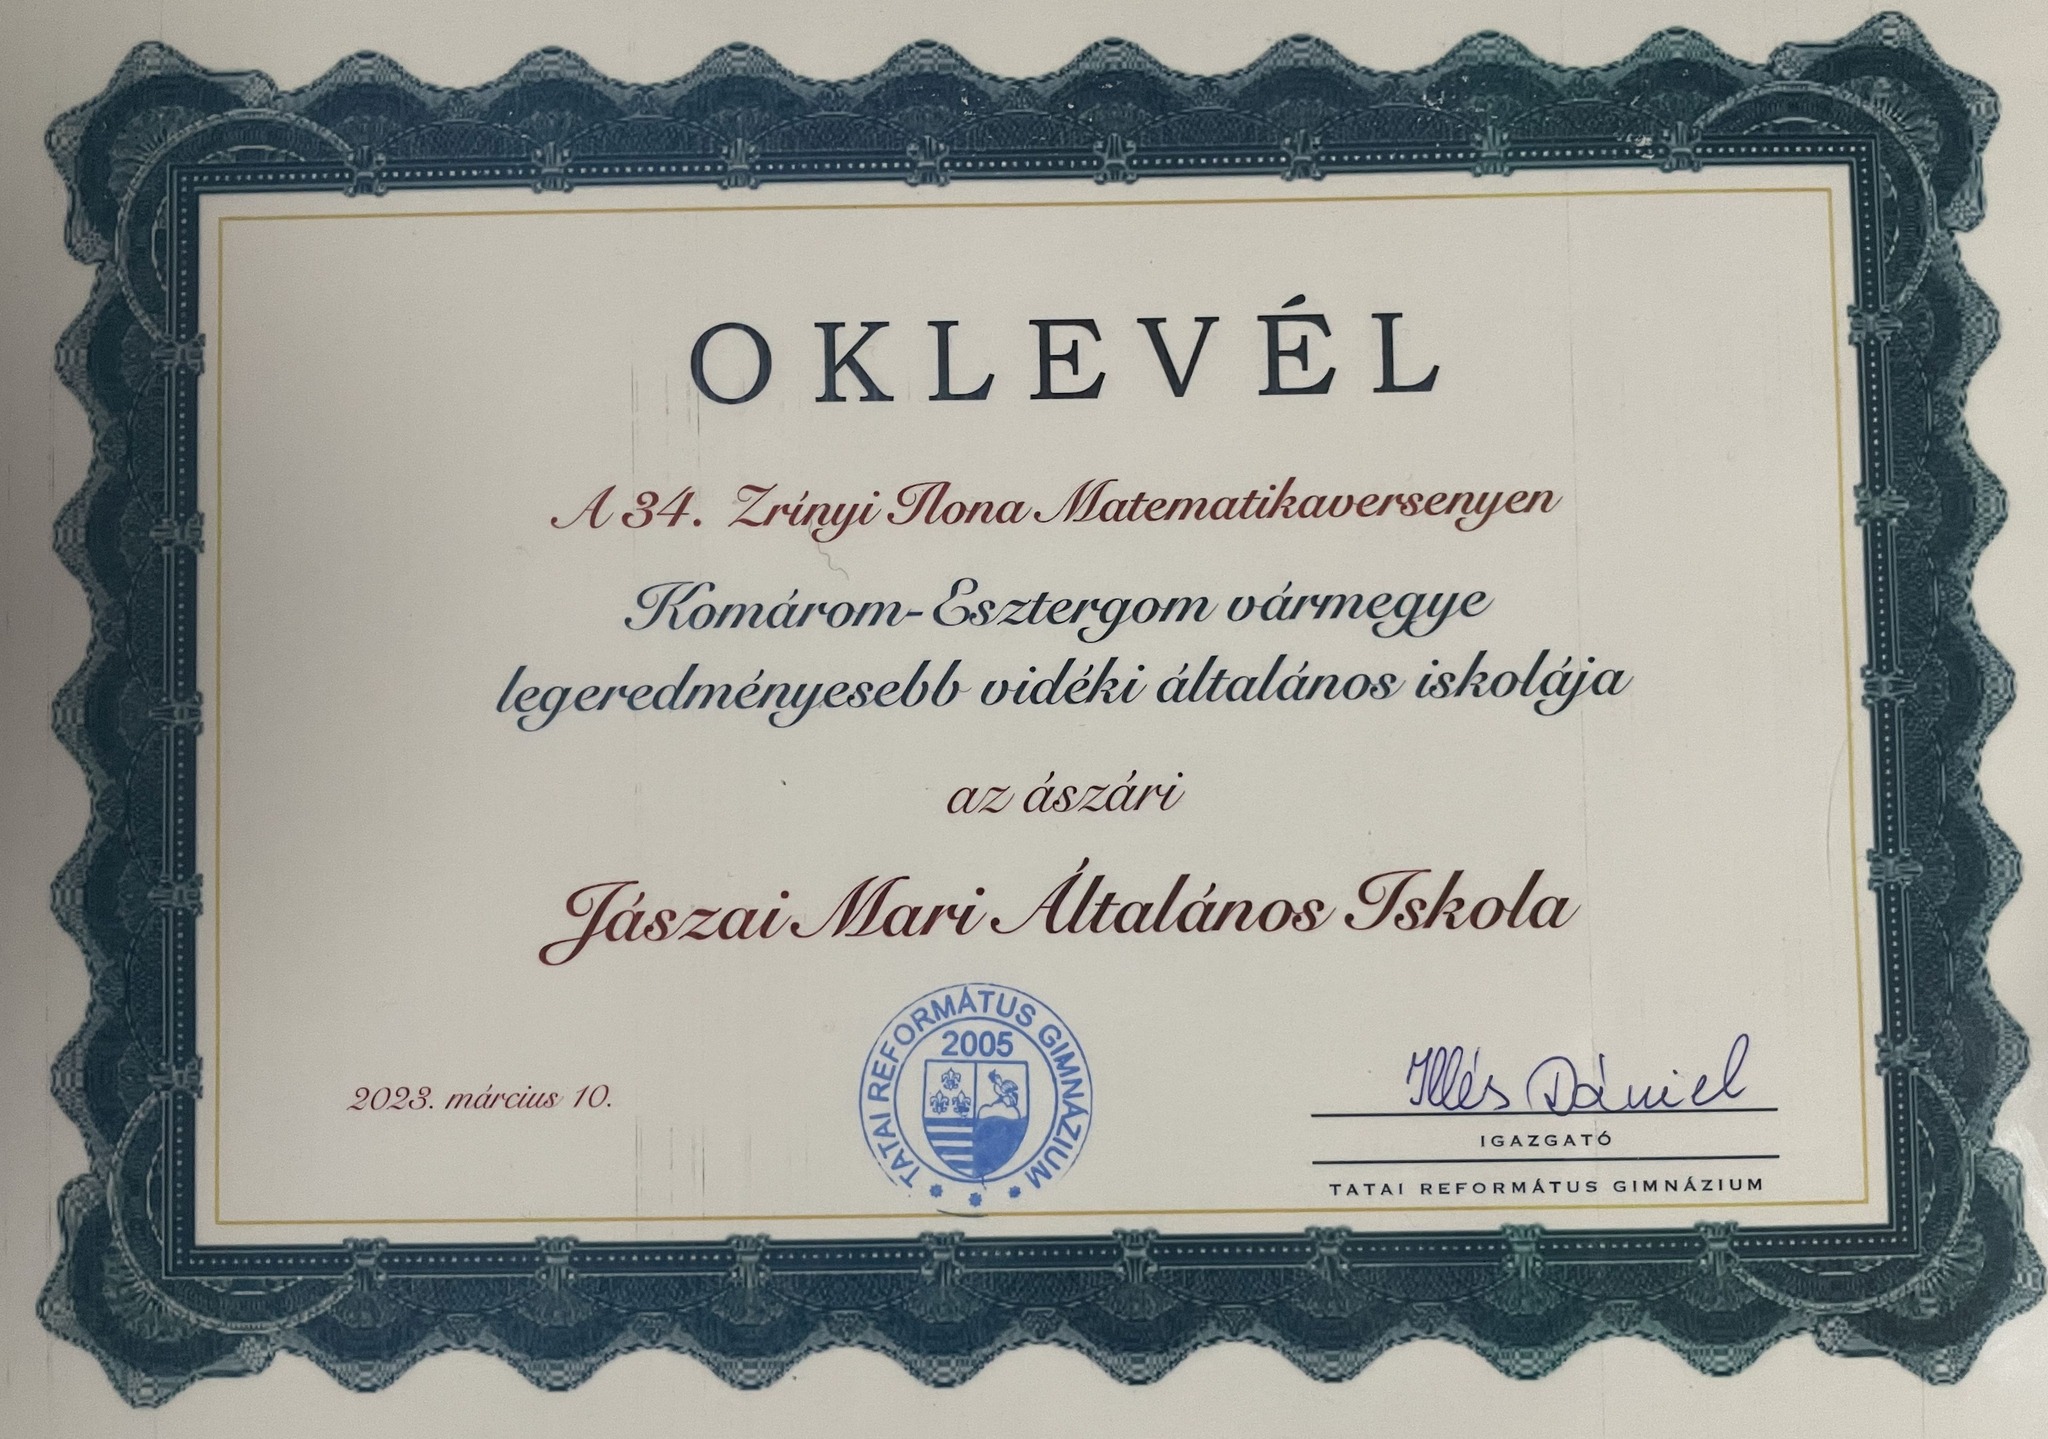 OKLEVÉL
A 34. Zrínyi Ilona Matematikaversenyen
Komárom-Esztergom vármegye
legeredményesebb vidéki általános iskolája
az ászári
Jászai Mari Általános Iskola
2023. március 10.
TATAI REFORMÁTUS GIMNÁZIUM
2005
Illés Dániel
IGAZGATÓ
TATAI REFORMÁTUS GIMNÁZIUM